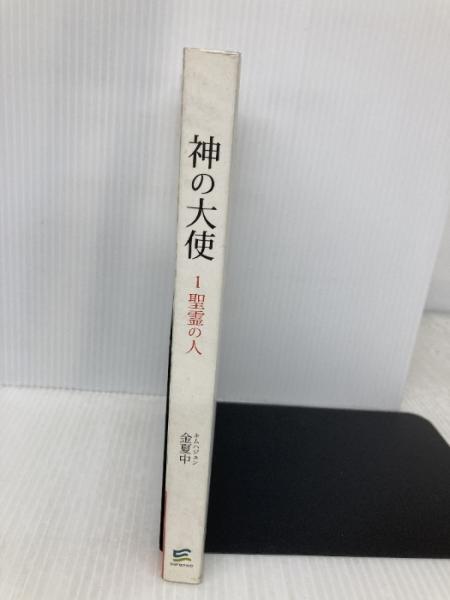 神の大使
1 聖霊の人
キムハジュン
金夏中